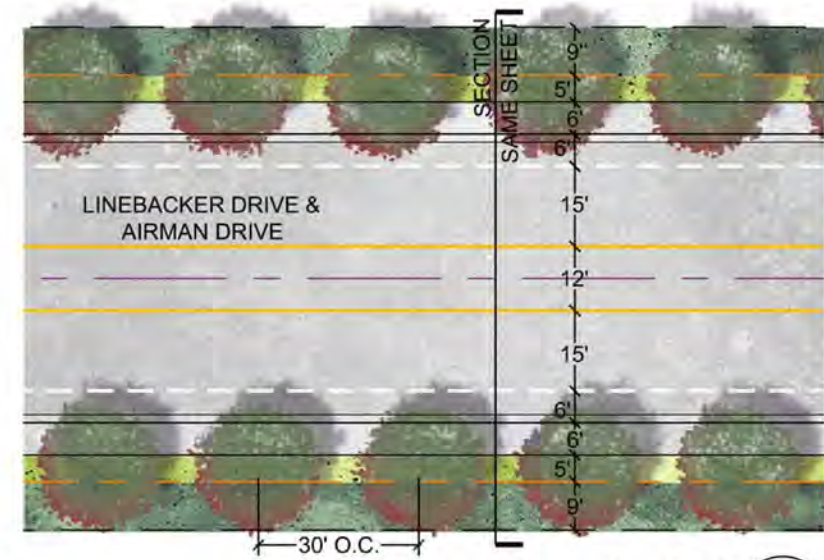 SECTION
SAME SHEET
9'
5'
6'
6'
LINEBACKER DRIVE &
AIRMAN DRIVE
15'
12'
15'
6'
6'
5'
9'
30' O.C.